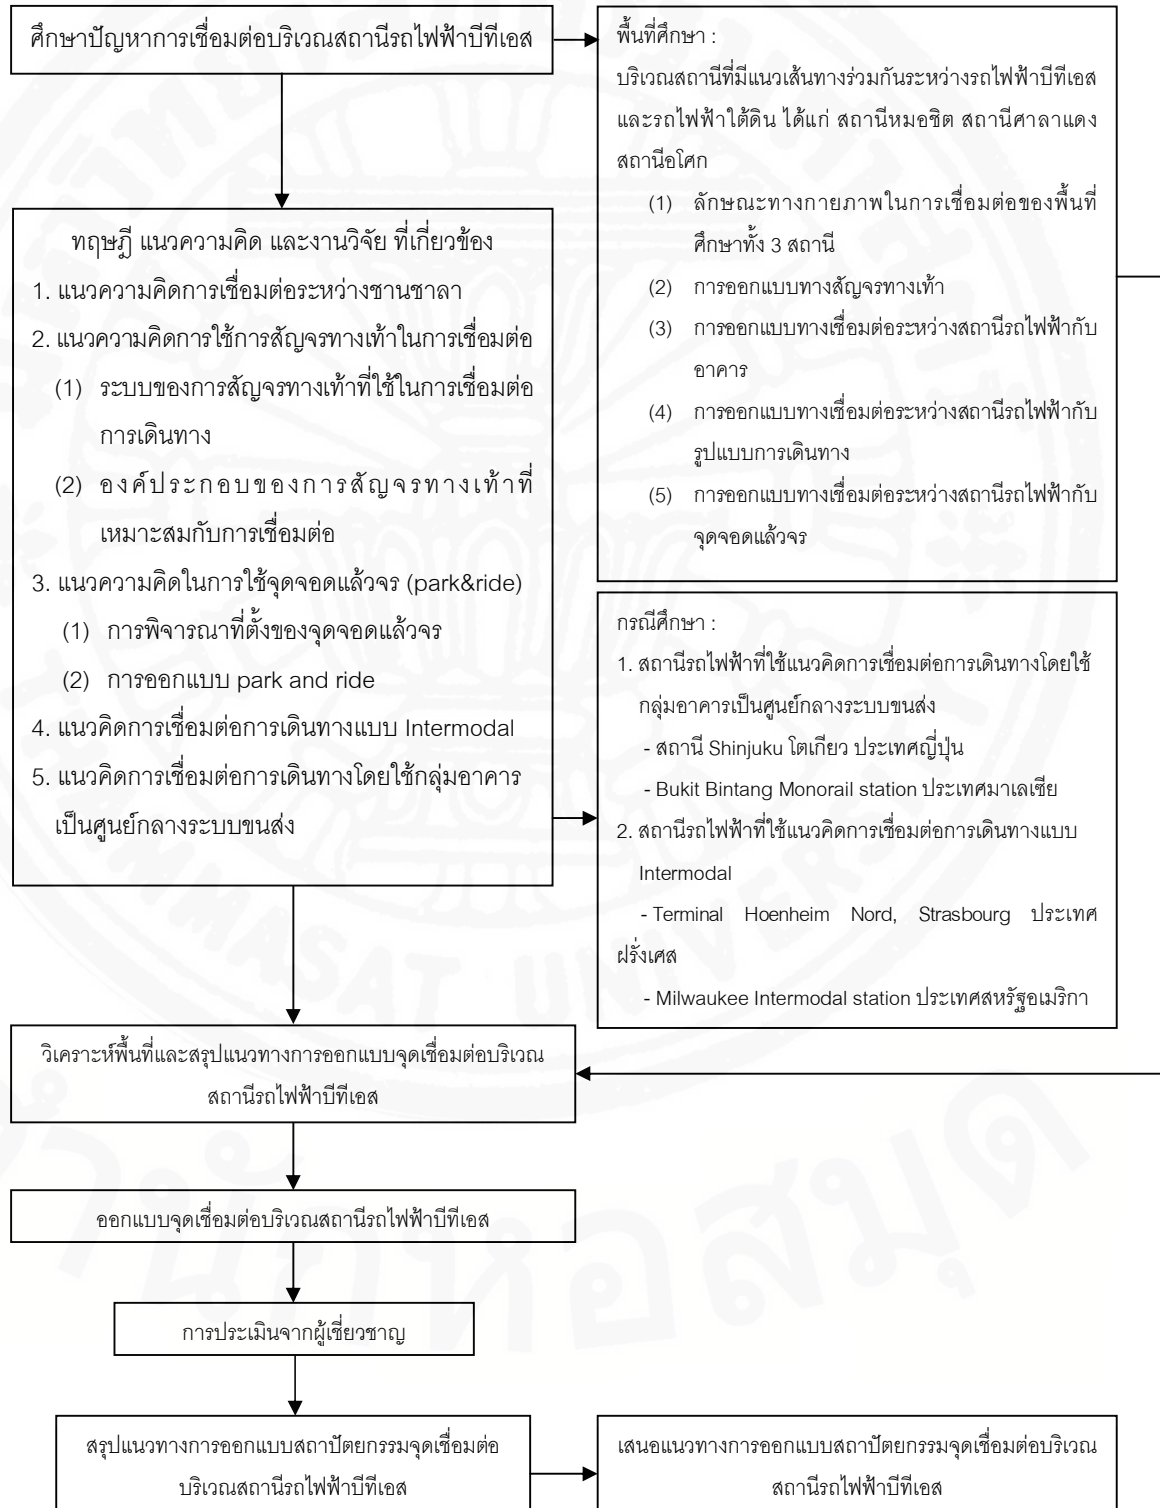 ศึกษาปัญหาการเชื่อมต่อบริเวณสถานีรถไฟฟ้าบีทีเอส
พื้นที่ศึกษา :
บริเวณสถานีที่มีแนวเส้นทางร่วมกันระหว่างรถไฟฟ้าบีทีเอส
และรถไฟฟ้าใต้ดิน ได้แก่ สถานีหมอชิต สถานีศาลาแดง
สถานีอโศก
(1) ลักษณะทางกายภาพในการเชื่อมต่อของพื้นที่
ศึกษาทั้ง 3 สถานี
(2) การออกแบบทางสัญจรทางเท้า
(3) การออกแบบทางเชื่อมต่อระหว่างสถานีรถไฟฟ้ากับ
อาคาร
(4) การออกแบบทางเชื่อมต่อระหว่างสถานีรถไฟฟ้ากับ
รูปแบบการเดินทาง
(5) การออกแบบทางเชื่อมต่อระหว่างสถานีรถไฟฟ้ากับ
จุดจอดแล้วจร
ทฤษฎี แนวความคิด และงานวิจัย ที่เกี่ยวข้อง
1. แนวความคิดการเชื่อมต่อระหว่างชานชาลา
2. แนวความคิดการใช้การสัญจรทางเท้าในการเชื่อมต่อ
(1) ระบบของการสัญจรทางเท้าที่ใช้ในการเชื่อมต่อ
การเดินทาง
(2) องค์ประกอบของการสัญจรทางเท้าที่
เหมาะสมกับการเชื่อมต่อ
3. แนวความคิดในการใช้จุดจอดแล้วจร (park&ride)
(1) การพิจารณาที่ตั้งของจุดจอดแล้วจร
(2) การออกแบบ park and ride
4. แนวคิดการเชื่อมต่อการเดินทางแบบ Intermodal
5. แนวคิดการเชื่อมต่อการเดินทางโดยใช้กลุ่มอาคาร
เป็นศูนย์กลางระบบขนส่ง
กรณีศึกษา :
1. สถานีรถไฟฟ้าที่ใช้แนวคิดการเชื่อมต่อการเดินทางโดยใช้
กลุ่มอาคารเป็นศูนย์กลางระบบขนส่ง
- สถานี Shinjuku โตเกียว ประเทศญี่ปุ่น
- Bukit Bintang Monorail station ประเทศมาเลเซีย
2. สถานีรถไฟฟ้าที่ใช้แนวคิดการเชื่อมต่อการเดินทางแบบ
Intermodal
- Terminal Hoenheim Nord, Strasbourg ประเทศ
ฝรั่งเศส
- Milwaukee Intermodal station ประเทศสหรัฐอเมริกา
วิเคราะห์พื้นที่และสรุปแนวทางการออกแบบจุดเชื่อมต่อบริเวณ
สถานีรถไฟฟ้าบีทีเอส
ออกแบบจุดเชื่อมต่อบริเวณสถานีรถไฟฟ้าบีทีเอส
การประเมินจากผู้เชี่ยวชาญ
สรุปแนวทางการออกแบบสถาปัตยกรรมจุดเชื่อมต่อ
บริเวณสถานีรถไฟฟ้าบีทีเอส
เสนอแนวทางการออกแบบสถาปัตยกรรมจุดเชื่อมต่อบริเวณ
สถานีรถไฟฟ้าบีทีเอส